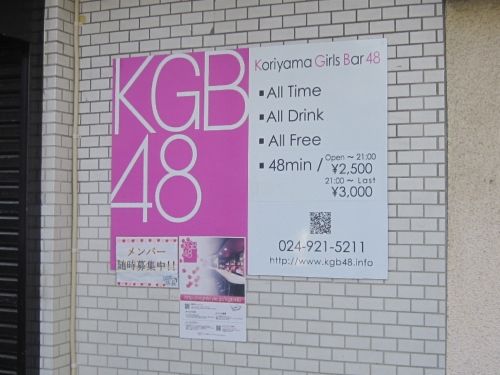 KGB
48
Koriyama Girls Bar 48
■ All Time
■ All Drink
■ All Free
■ 48min /
Open〜21:00
¥2,500
21:00〜Last
¥3,000
024-921-5211
http://www.kgb48.info
メンバー
随時募集中!!
KGB
48